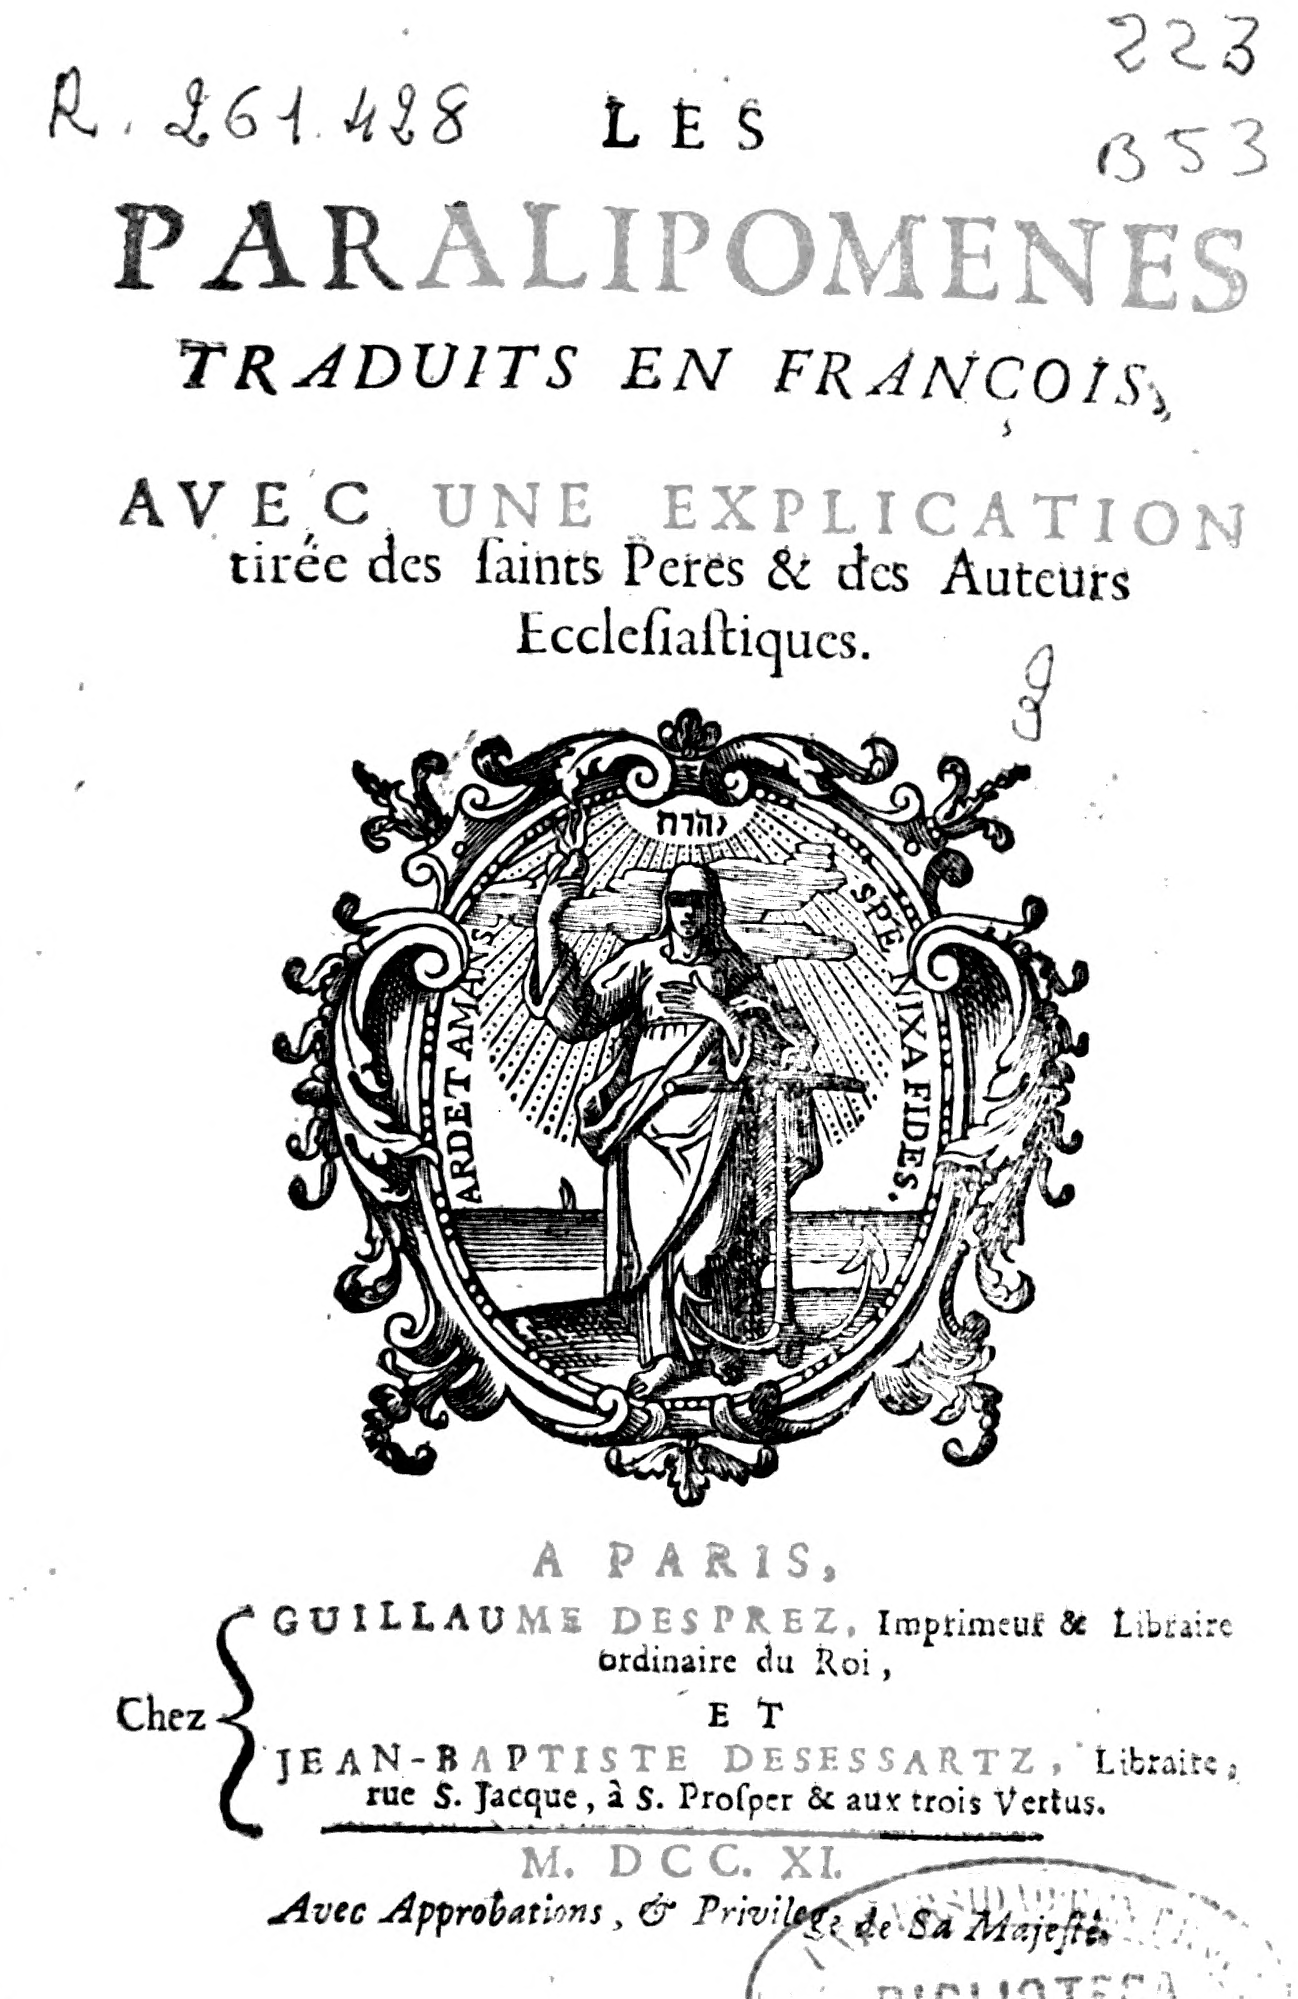 223
R. 261.428
LES
B53
PARALIPOMENES
TRADUITS EN FRANÇOIS,
AVEC UNE EXPLICATION
tirée des ſaints Peres & des Auteurs
Eccleſiaſtiques.
יהוה
ARDET AMANS
SPE NIXA FIDES.
A PARIS,
GUILLAUME DESPREZ, Imprimeur & Libraire
ordinaire du Roi,
Chez
ET
JEAN-BAPTISTE DESESSARTZ, Libraire,
rue S. Jacque, à S. Proſper & aux trois Vertus.
M. DCC. XI.
Avec Approbations, & Privilege de Sa Majeſté.
BIBLIOTECA